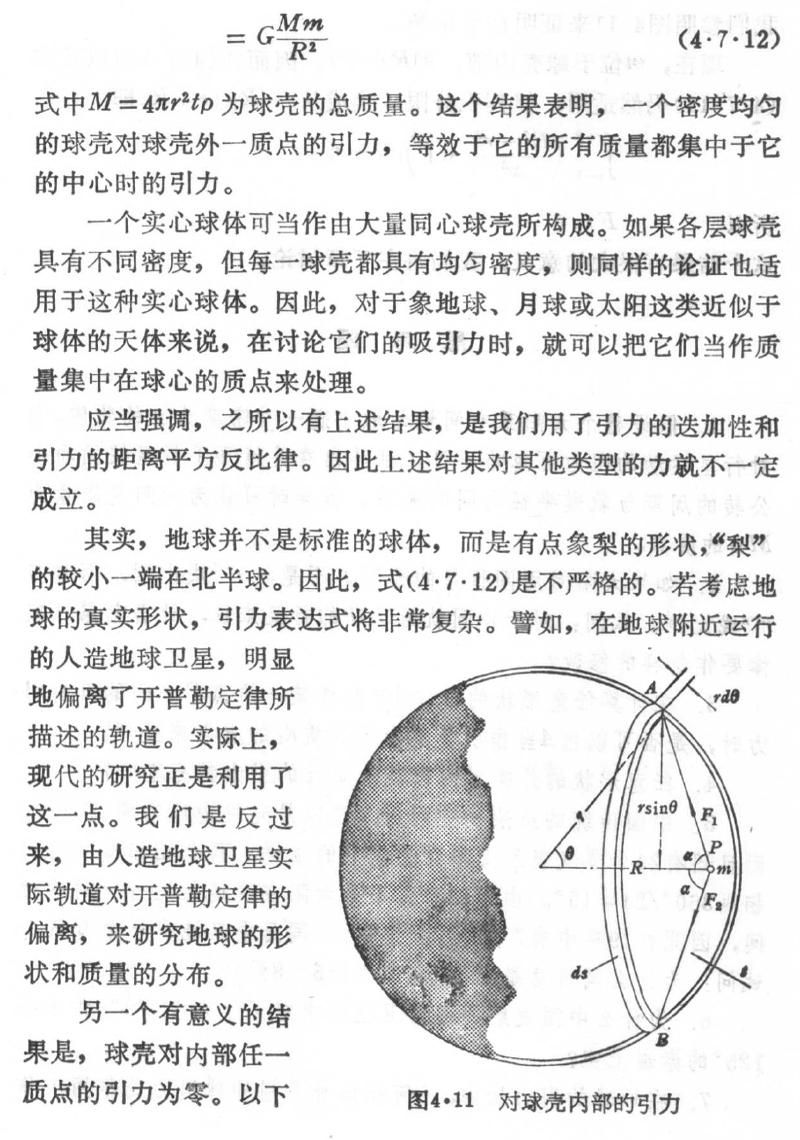 = G Mm/R² (4·7·12)
式中M=4πr²tρ为球壳的总质量。这个结果表明，一个密度均匀
的球壳对球壳外一质点的引力，等效于它的所有质量都集中于它
的中心时的引力。
一个实心球体可当作由大量同心球壳所构成。如果各层球壳
具有不同密度，但每一球壳都具有均匀密度，则同样的论证也适
用于这种实心球体。因此，对于象地球、月球或太阳这类近似于
球体的天体来说，在讨论它们的吸引力时，就可以把它们当作质
量集中在球心的质点来处理。
应当强调，之所以有上述结果，是我们用了引力的迭加性和
引力的距离平方反比律。因此上述结果对其他类型的力就不一定
成立。
其实，地球并不是标准的球体，而是有点象梨的形状，“梨”
的较小一端在北半球。因此，式(4·7·12)是不严格的。若考虑地
球的真实形状，引力表达式将非常复杂。譬如，在地球附近运行
的人造地球卫星，明显
地偏离了开普勒定律所
描述的轨道。实际上，
现代的研究正是利用了
这一点。我们是反过
来，由人造地球卫星实
际轨道对开普勒定律的
偏离，来研究地球的形
状和质量的分布。
另一个有意义的结
果是，球壳对内部任一
质点的引力为零。以下
A
rdθ
r
rsinθ
F₁
P
θ
R
α
m
α
F₂
ds
B
图4·11 对球壳内部的引力